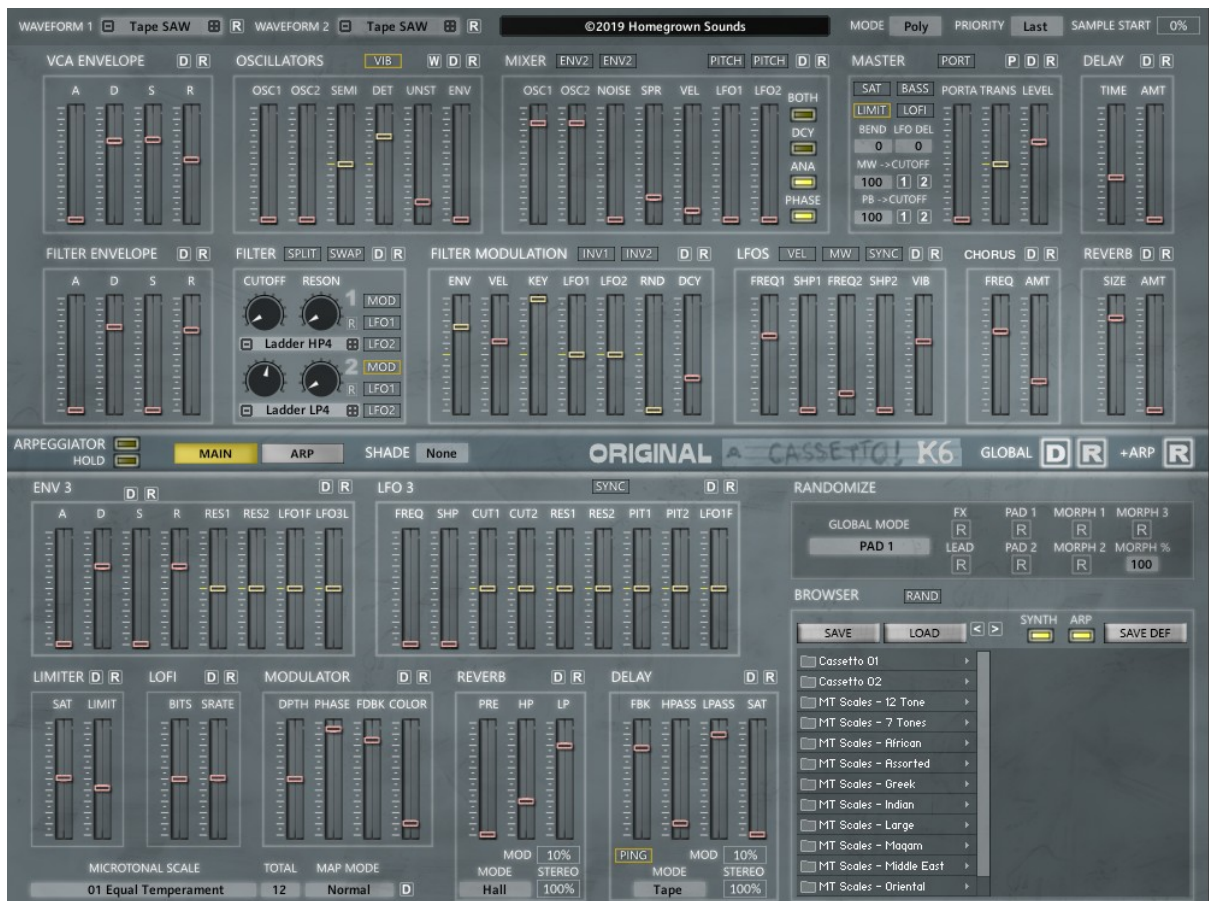 WAVEFORM 1 Tape SAW R WAVEFORM 2 Tape SAW R ©2019 Homegrown Sounds MODE Poly PRIORITY Last SAMPLE START 0%
VCA ENVELOPE D R
A D S R
OSCILLATORS VIB W D R
OSC1 OSC2 SEMI DET UNST ENV
MIXER ENV2 ENV2 PITCH PITCH D R
OSC1 OSC2 NOISE SPR VEL LFO1 LFO2 BOTH
DCY
ANA
PHASE
MASTER PORT P D R
SAT BASS PORTA TRANS LEVEL
LIMIT LOFI
BEND LFO DEL
0 0
MW ->CUTOFF
100 1 2
PB ->CUTOFF
100 1 2
DELAY D R
TIME AMT
FILTER ENVELOPE D R
A D S R
FILTER SPLIT SWAP D R
CUTOFF RESON 1 MOD
R LFO1
Ladder HP4 LFO2
2 MOD
R LFO1
Ladder LP4 LFO2
FILTER MODULATION INV1 INV2 D R
ENV VEL KEY LFO1 LFO2 RND DCY
LFOS VEL MW SYNC D R
FREQ1 SHP1 FREQ2 SHP2 VIB
CHORUS D R
FREQ AMT
REVERB D R
SIZE AMT
ARPEGGIATOR
HOLD
MAIN ARP SHADE None ORIGINAL A CASSETTO! K6 GLOBAL D R +ARP R
ENV 3 D R D R
A D S R RES1 RES2 LFO1F LFO3L
LFO 3 SYNC D R
FREQ SHP CUT1 CUT2 RES1 RES2 PIT1 PIT2 LFO1F
RANDOMIZE
GLOBAL MODE FX PAD 1 MORPH 1 MORPH 3
R R R R
PAD 1 LEAD PAD 2 MORPH 2 MORPH %
R R R 100
BROWSER RAND
SAVE LOAD < > SYNTH ARP SAVE DEF
Cassetto 01
Cassetto 02
MT Scales - 12 Tone
MT Scales - 7 Tones
MT Scales - African
MT Scales - Assorted
MT Scales - Greek
MT Scales - Indian
MT Scales - Large
MT Scales - Maqam
MT Scales - Middle East
MT Scales - Oriental
LIMITER D R
SAT LIMIT
LOFI D R
BITS SRATE
MODULATOR D R
DPTH PHASE FDBK COLOR
REVERB D R
PRE HP LP
MOD 10%
MODE STEREO
Hall 100%
DELAY D R
FBK HPASS LPASS SAT
PING MOD 10%
MODE STEREO
Tape 100%
MICROTONAL SCALE TOTAL MAP MODE
01 Equal Temperament 12 Normal D